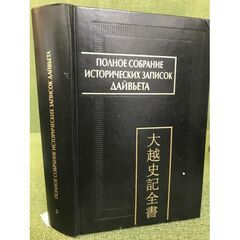 ПОЛНОЕ СОБРАНИЕ
ИСТОРИЧЕСКИХ ЗАПИСОК
ДАЙВЬЕТА
大越史記全書
ПОЛНОЕ СОБРАНИЕ ИСТОРИЧЕСКИХ ЗАПИСОК ДАЙВЬЕТА